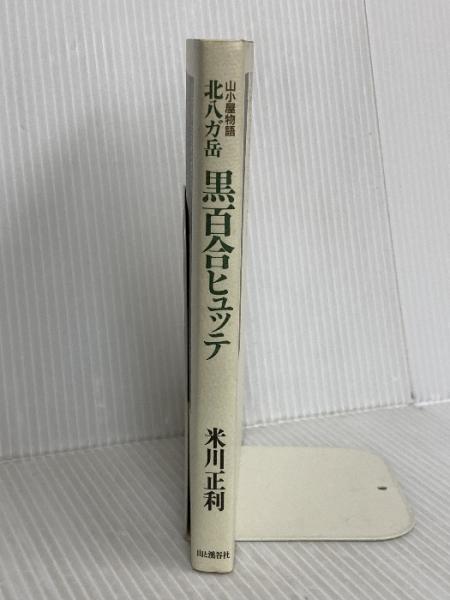 山小屋物語
北八ガ岳
黒百合ヒュッテ
米川正利
山と溪谷社